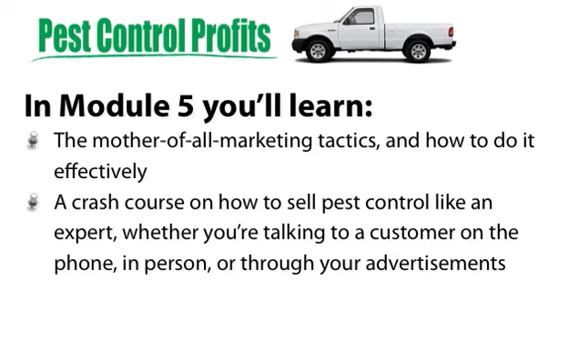 Pest Control Profits
In Module 5 you’ll learn:
The mother-of-all-marketing tactics, and how to do it
effectively
A crash course on how to sell pest control like an
expert, whether you’re talking to a customer on the
phone, in person, or through your advertisements